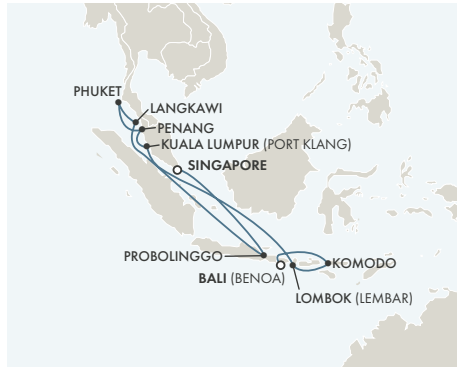 PHUKET
LANGKAWI
PENANG
KUALA LUMPUR (PORT KLANG)
SINGAPORE
PROBOLINGGO
BALI (BENOA)
KOMODO
LOMBOK (LEMBAR)